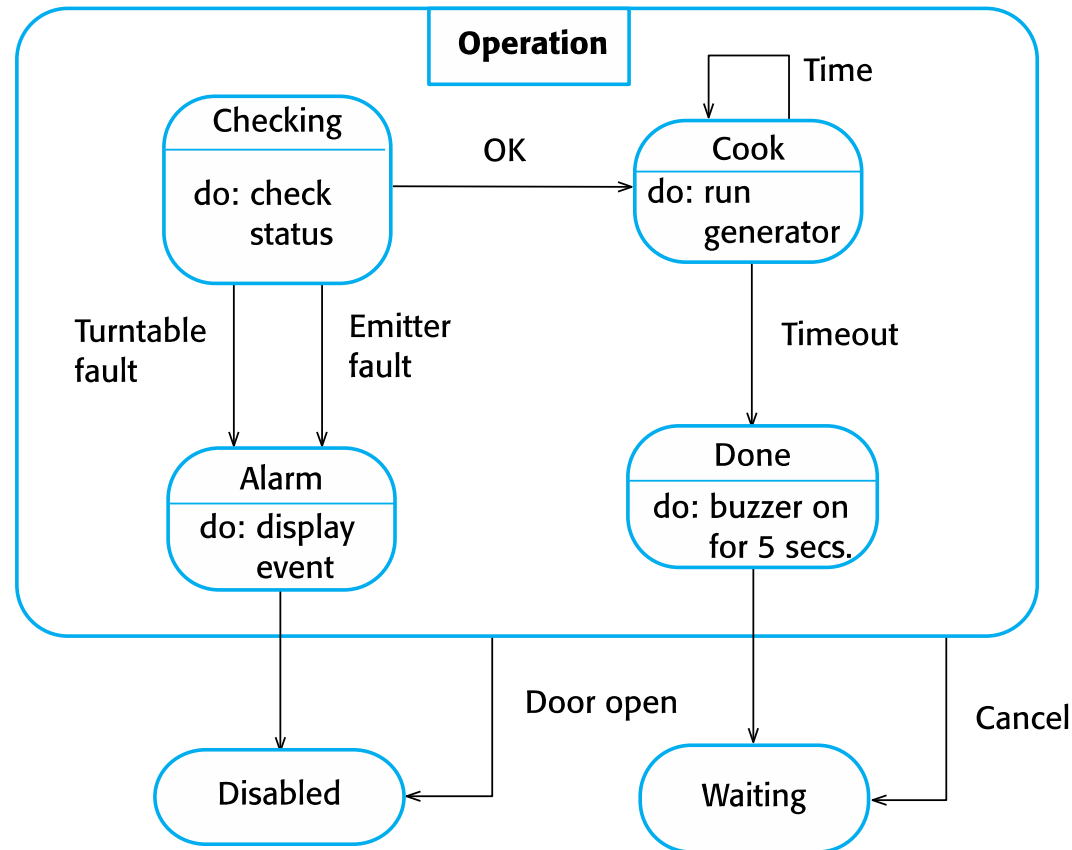 Operation
Time
Checking
do: check
status
OK
Cook
do: run
generator
Turntable
fault
Emitter
fault
Timeout
Alarm
do: display
event
Done
do: buzzer on
for 5 secs.
Door open
Cancel
Disabled
Waiting